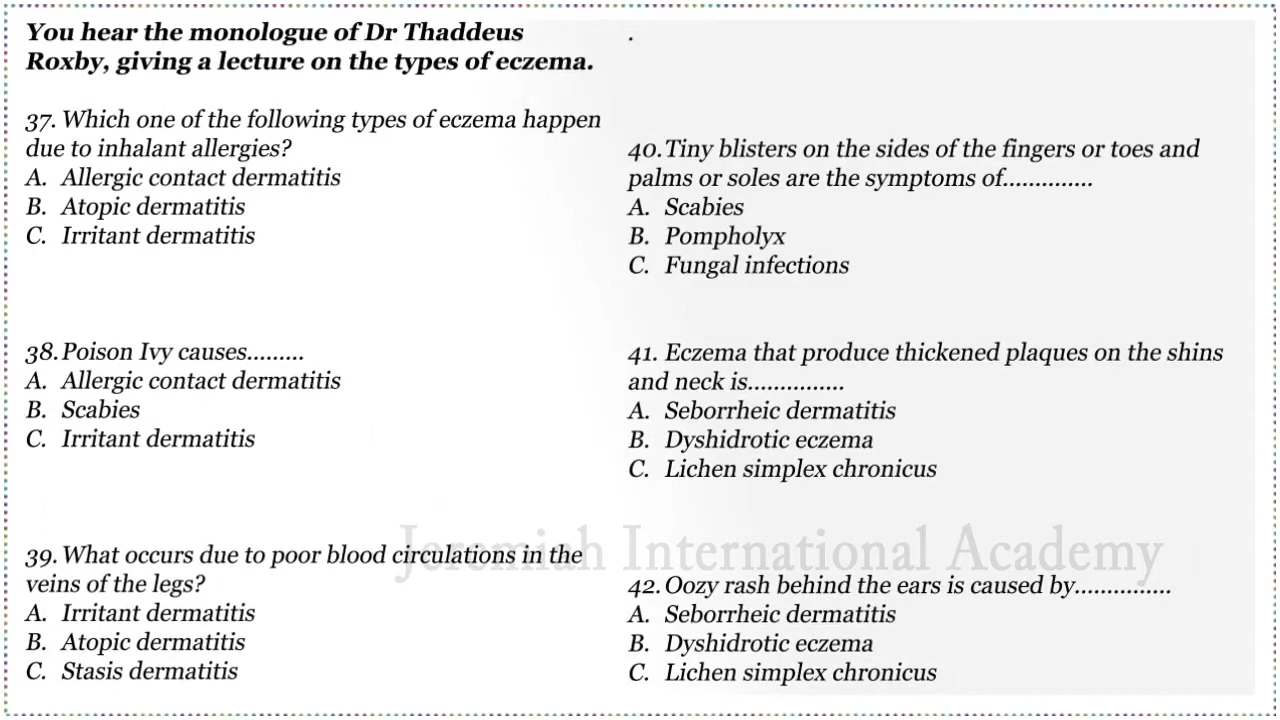 You hear the monologue of Dr Thaddeus
Roxby, giving a lecture on the types of eczema.
37. Which one of the following types of eczema happen
due to inhalant allergies?
A. Allergic contact dermatitis
B. Atopic dermatitis
C. Irritant dermatitis
38. Poison Ivy causes.........
A. Allergic contact dermatitis
B. Scabies
C. Irritant dermatitis
39. What occurs due to poor blood circulations in the
veins of the legs?
A. Irritant dermatitis
B. Atopic dermatitis
C. Stasis dermatitis
.
40. Tiny blisters on the sides of the fingers or toes and
palms or soles are the symptoms of..............
A. Scabies
B. Pompholyx
C. Fungal infections
41. Eczema that produce thickened plaques on the shins
and neck is...............
A. Seborrheic dermatitis
B. Dyshidrotic eczema
C. Lichen simplex chronicus
42. Oozy rash behind the ears is caused by...............
A. Seborrheic dermatitis
B. Dyshidrotic eczema
C. Lichen simplex chronicus
Jeremiah International Academy